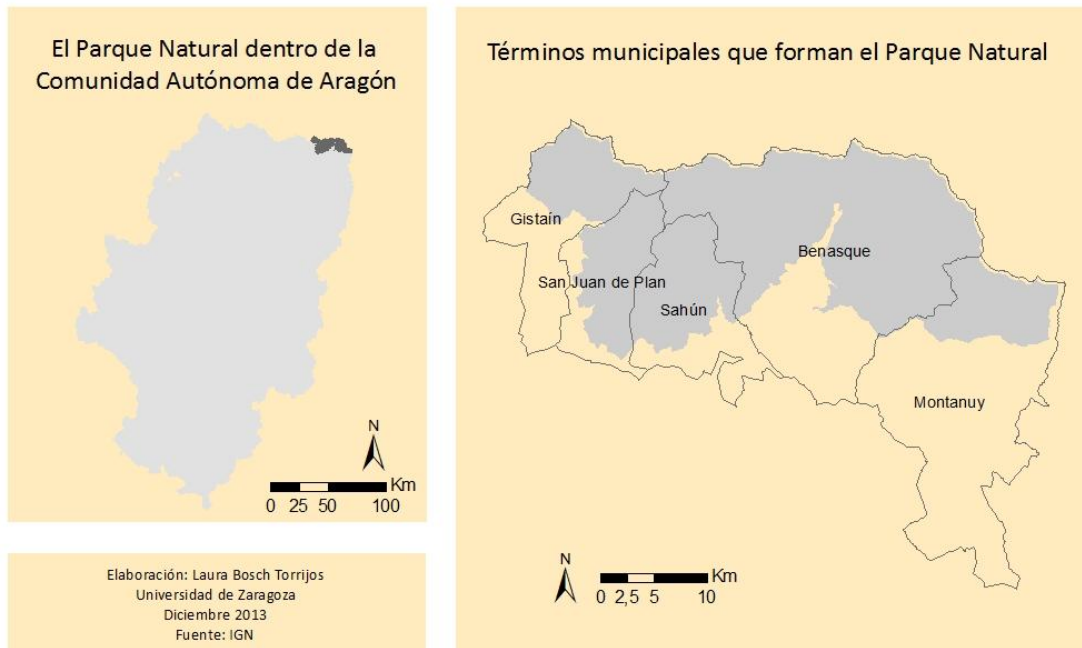 El Parque Natural dentro de la
Comunidad Autónoma de Aragón
N
Km
0 25 50 100
Elaboración: Laura Bosch Torrijos
Universidad de Zaragoza
Diciembre 2013
Fuente: IGN
Términos municipales que forman el Parque Natural
Gistaín
San Juan de Plan
Sahún
Benasque
Montanuy
N
Km
0 2,5 5 10